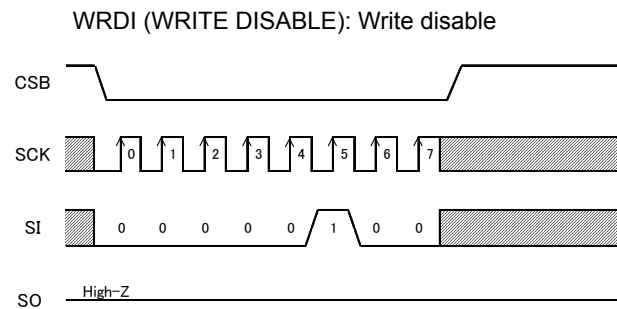 WRDI (WRITE DISABLE): Write disable
CSB
SCK 0 1 2 3 4 5 6 7
SI 0 0 0 0 0 1 0 0
High-Z
SO